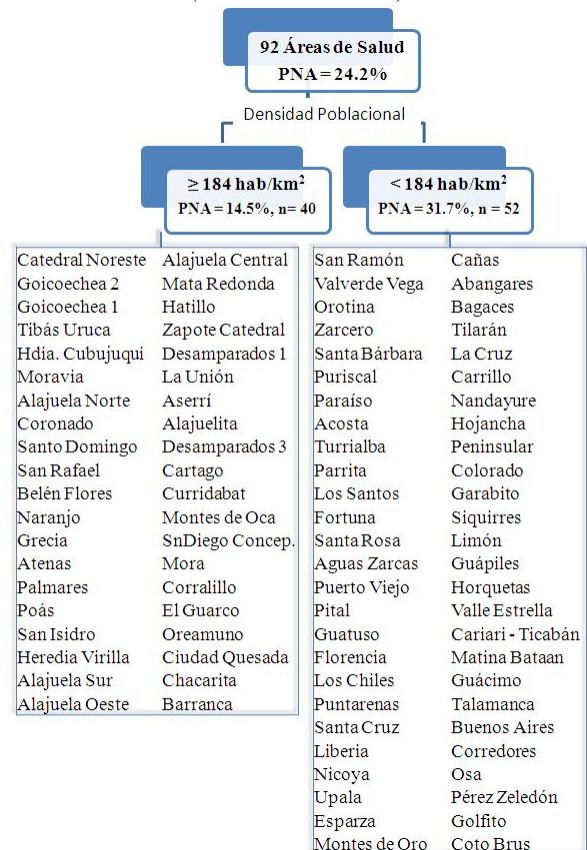 92 Áreas de Salud
PNA = 24.2%
Densidad Poblacional
≥ 184 hab/km²
PNA = 14.5%, n= 40
Catedral Noreste Alajuela Central
Goicoechea 2 Mata Redonda
Goicoechea 1 Hatillo
Tibás Uruca Zapote Catedral
Hdia. Cubujuqui Desamparados 1
Moravia La Unión
Alajuela Norte Aserrí
Coronado Alajuelita
Santo Domingo Desamparados 3
San Rafael Cartago
Belén Flores Curridabat
Naranjo Montes de Oca
Grecia SnDiego Concep.
Atenas Mora
Palmares Corralillo
Poás El Guarco
San Isidro Oreamuno
Heredia Virilla Ciudad Quesada
Alajuela Sur Chacarita
Alajuela Oeste Barranca
< 184 hab/km²
PNA = 31.7%, n = 52
San Ramón Cañas
Valverde Vega Abangares
Orotina Bagaces
Zarcero Tilarán
Santa Bárbara La Cruz
Puriscal Carrillo
Paraíso Nandayure
Acosta Hojancha
Turrialba Peninsular
Parrita Colorado
Los Santos Garabito
Fortuna Siquirres
Santa Rosa Limón
Aguas Zarcas Guápiles
Puerto Viejo Horquetas
Pital Valle Estrella
Guatuso Cariari - Ticabán
Florencia Matina Bataan
Los Chiles Guácimo
Puntarenas Talamanca
Santa Cruz Buenos Aires
Liberia Corredores
Nicoya Osa
Upala Pérez Zeledón
Esparza Golfito
Montes de Oro Coto Brus